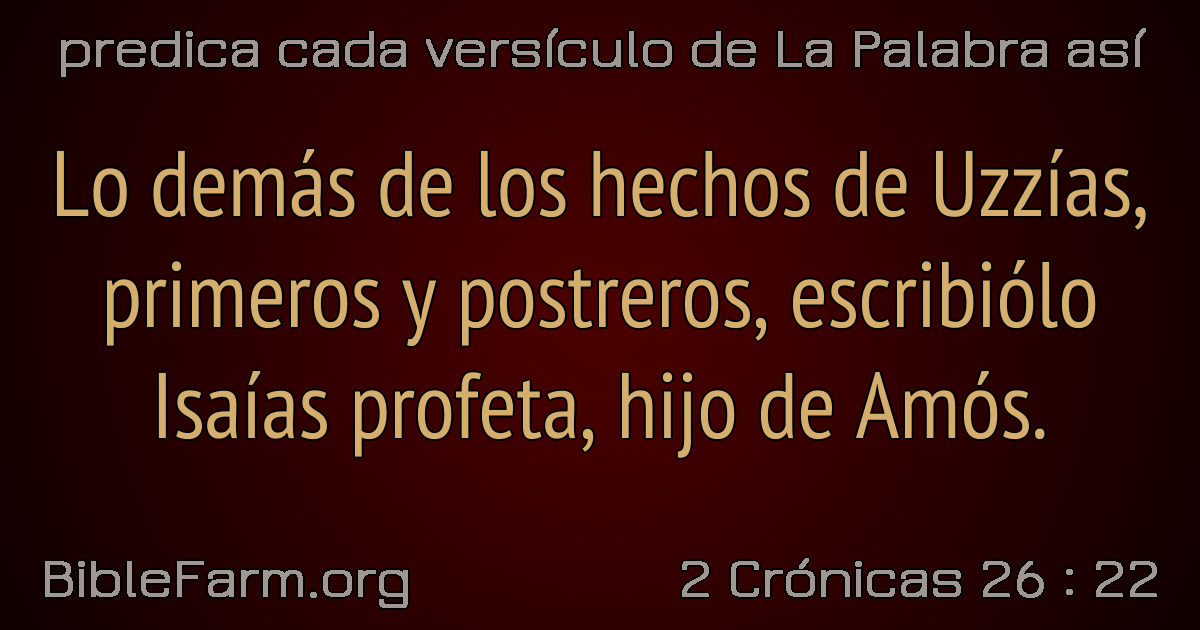 predica cada versículo de La Palabra así
Lo demás de los hechos de Uzzías,
primeros y postreros, escribiólo
Isaías profeta, hijo de Amós.
BibleFarm.org
2 Crónicas 26 : 22